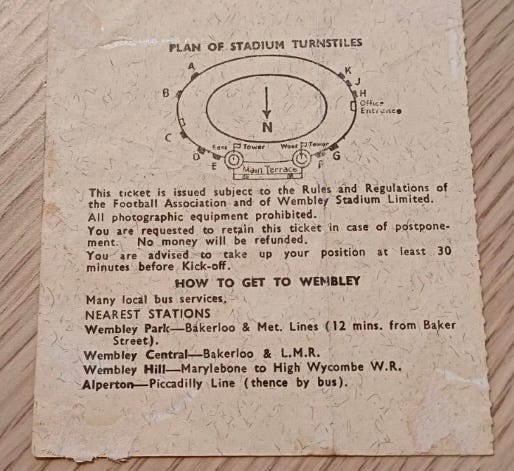 PLAN OF STADIUM TURNSTILES
A
K
J
B
H
Office
Entrance
N
C
East Tower
West Tower
D
G
E
F
Main Terrace
This ticket is issued subject to the Rules and Regulations of
the Football Association and of Wembley Stadium Limited.
All photographic equipment prohibited.
You are requested to retain this ticket in case of postpone-
ment. No money will be refunded.
You are advised to take up your position at least 30
minutes before Kick-off.
HOW TO GET TO WEMBLEY
Many local bus services.
NEAREST STATIONS
Wembley Park—Bakerloo & Met. Lines (12 mins. from Baker
Street).
Wembley Central—Bakerloo & L.M.R.
Wembley Hill—Marylebone to High Wycombe W.R.
Alperton—Piccadilly Line (thence by bus).